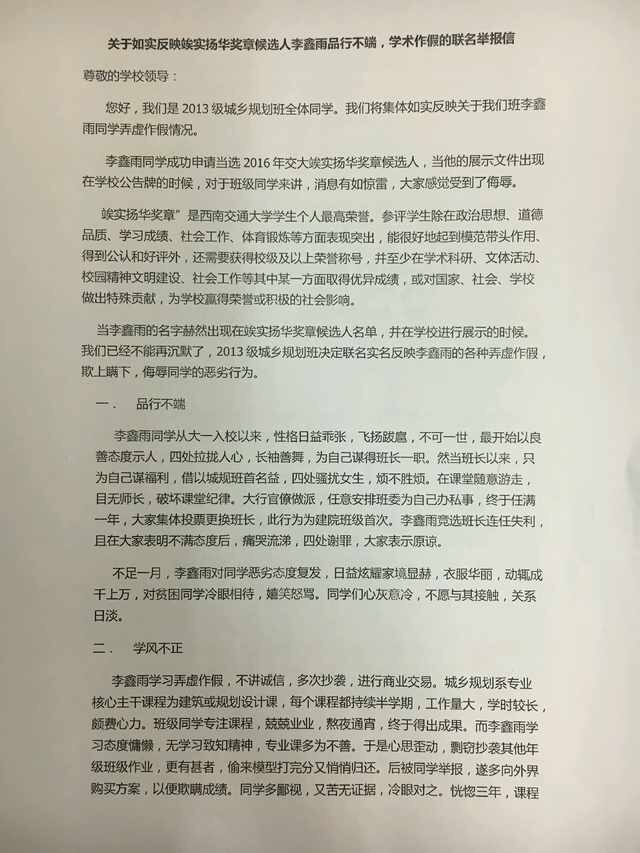 关于如实反映竢实扬华奖章候选人李鑫雨品行不端，学术作假的联名举报信
尊敬的学校领导：
您好，我们是 2013 级城乡规划班全体同学。我们将集体如实反映关于我们班李鑫
雨同学弄虚作假情况。
李鑫雨同学成功申请当选 2016 年交大竢实扬华奖章候选人，当他的展示文件出现
在学校公告牌的时候，对于班级同学来讲，消息有如惊雷，大家感觉受到了侮辱。
竢实扬华奖章”是西南交通大学学生个人最高荣誉。参评学生除在政治思想、道德
品质、学习成绩、社会工作、体育锻炼等方面表现突出，能很好地起到模范带头作用、
得到公认和好评外，还需要获得校级及以上荣誉称号，并至少在学术科研、文体活动、
校园精神文明建设、社会工作等其中某一方面取得优异成绩，或对国家、社会、学校
做出特殊贡献，为学校赢得荣誉或积极的社会影响。
当李鑫雨的名字赫然出现在竢实扬华奖章候选人名单，并在学校进行展示的时候。
我们已经不能再沉默了，2013 级城乡规划班决定联名实名反映李鑫雨的各种弄虚作假，
欺上瞒下，侮辱同学的恶劣行为。
一． 品行不端
李鑫雨同学从大一入校以来，性格日益乖张，飞扬跋扈，不可一世，最开始以良
善态度示人，四处拉拢人心，长袖善舞，为自己谋得班长一职。然当班长以来，只
为自己谋福利，借以城规班首名益，四处骚扰女生，烦不胜烦。在课堂随意游走，
目无师长，破坏课堂纪律。大行官僚做派，任意安排班委为自己办私事，终于任满
一年，大家集体投票更换班长，此行为为建院班级首次。李鑫雨竞选班长连任失利，
且在大家表明不满态度后，痛哭流涕，四处谢罪，大家表示原谅。
不足一月，李鑫雨对同学恶劣态度复发，日益炫耀家境显赫，衣服华丽，动辄成
千上万，对贫困同学冷眼相待，嬉笑怒骂。同学们心灰意冷，不愿与其接触，关系
日淡。
二． 学风不正
李鑫雨学习弄虚作假，不讲诚信，多次抄袭，进行商业交易。城乡规划系专业
核心主干课程为建筑或规划设计课，每个课程都持续半学期，工作量大，学时较长，
颇费心力。班级同学专注课程，兢兢业业，熬夜通宵，终于得出成果。而李鑫雨学
习态度慵懒，无学习致知精神，专业课多为不善。于是心思歪动，剽窃抄袭其他年
级班级作业，更有甚者，偷来模型打完分又悄悄归还。后被同学举报，遂多向外界
购买方案，以便欺瞒成绩。同学多鄙视，又苦无证据，冷眼对之。恍惚三年，课程